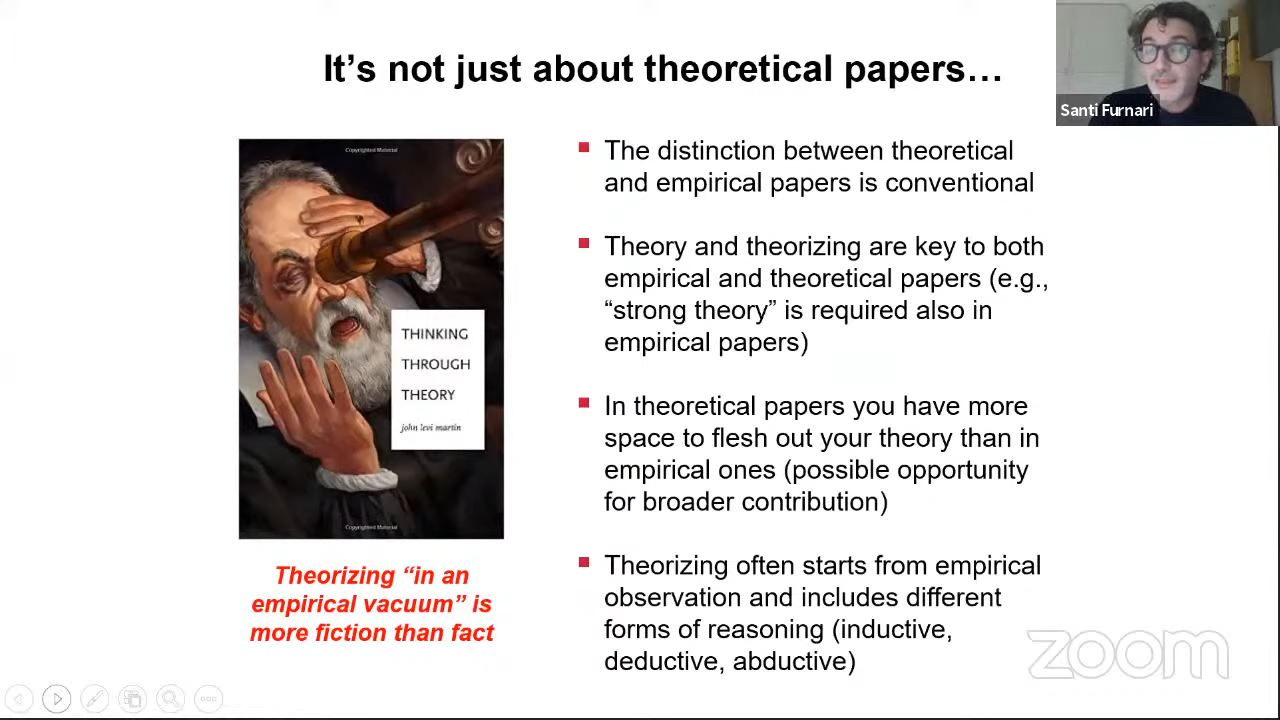 It's not just about theoretical papers…
Santi Furnari
Copyrighted Material
THINKING
THROUGH
THEORY
john levi martin
Copyrighted Material
Theorizing “in an
empirical vacuum” is
more fiction than fact
The distinction between theoretical
and empirical papers is conventional
Theory and theorizing are key to both
empirical and theoretical papers (e.g.,
“strong theory” is required also in
empirical papers)
In theoretical papers you have more
space to flesh out your theory than in
empirical ones (possible opportunity
for broader contribution)
Theorizing often starts from empirical
observation and includes different
forms of reasoning (inductive,
deductive, abductive)
zoom